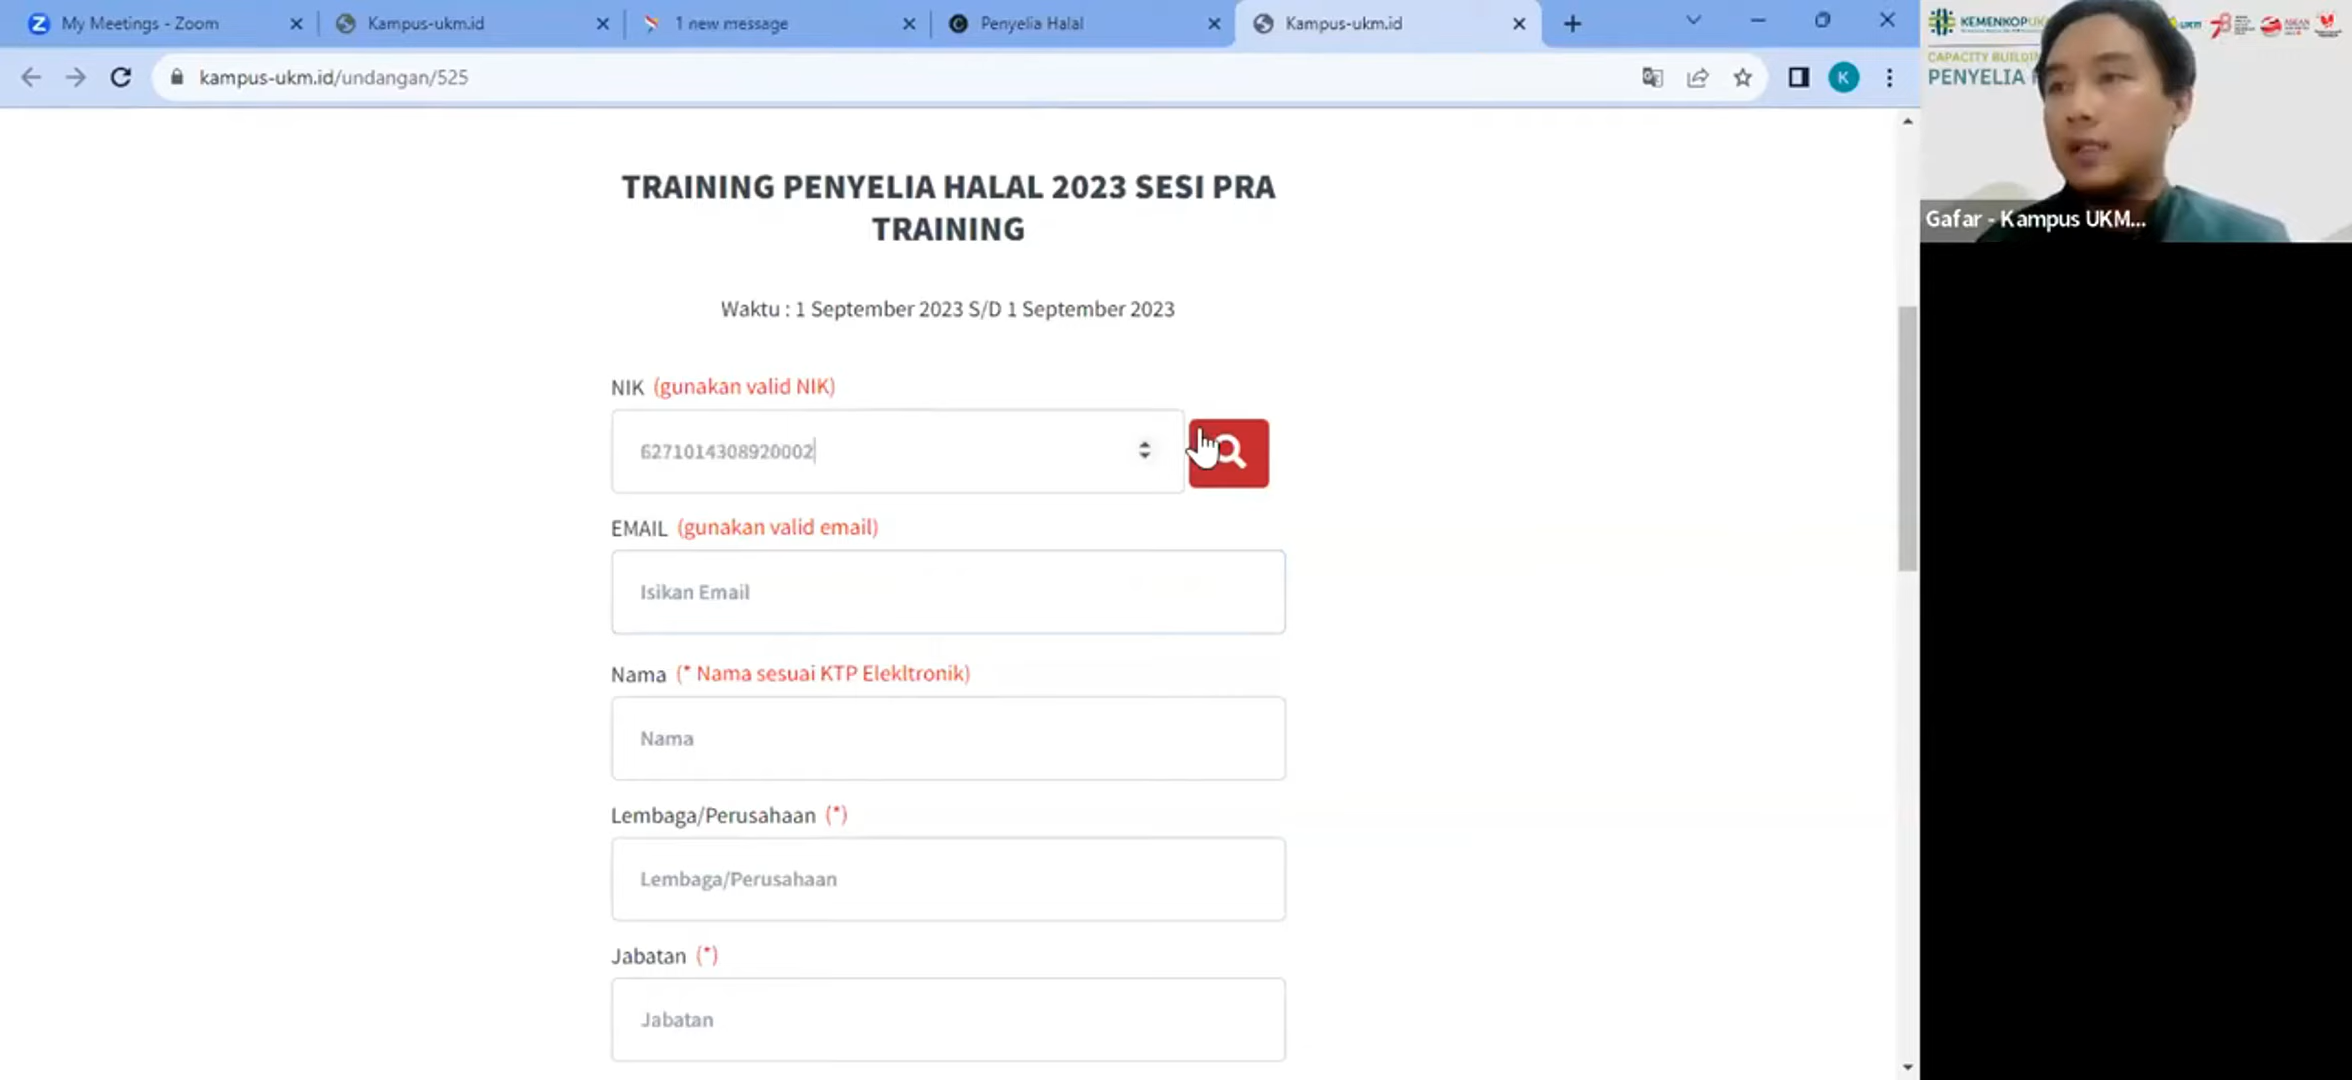 My Meetings - Zoom
Kampus-ukm.id
1 new message
Penyelia Halal
Kampus-ukm.id
kampus-ukm.id/undangan/525
K
KEMENKOPUK
CAPACITY BUILDIN
PENYELIA
Gafar - Kampus UKM...
TRAINING PENYELIA HALAL 2023 SESI PRA
TRAINING
Waktu : 1 September 2023 S/D 1 September 2023
NIK (gunakan valid NIK)
6271014308920002
EMAIL (gunakan valid email)
Isikan Email
Nama (* Nama sesuai KTP Elekltronik)
Nama
Lembaga/Perusahaan (*)
Lembaga/Perusahaan
Jabatan (*)
Jabatan